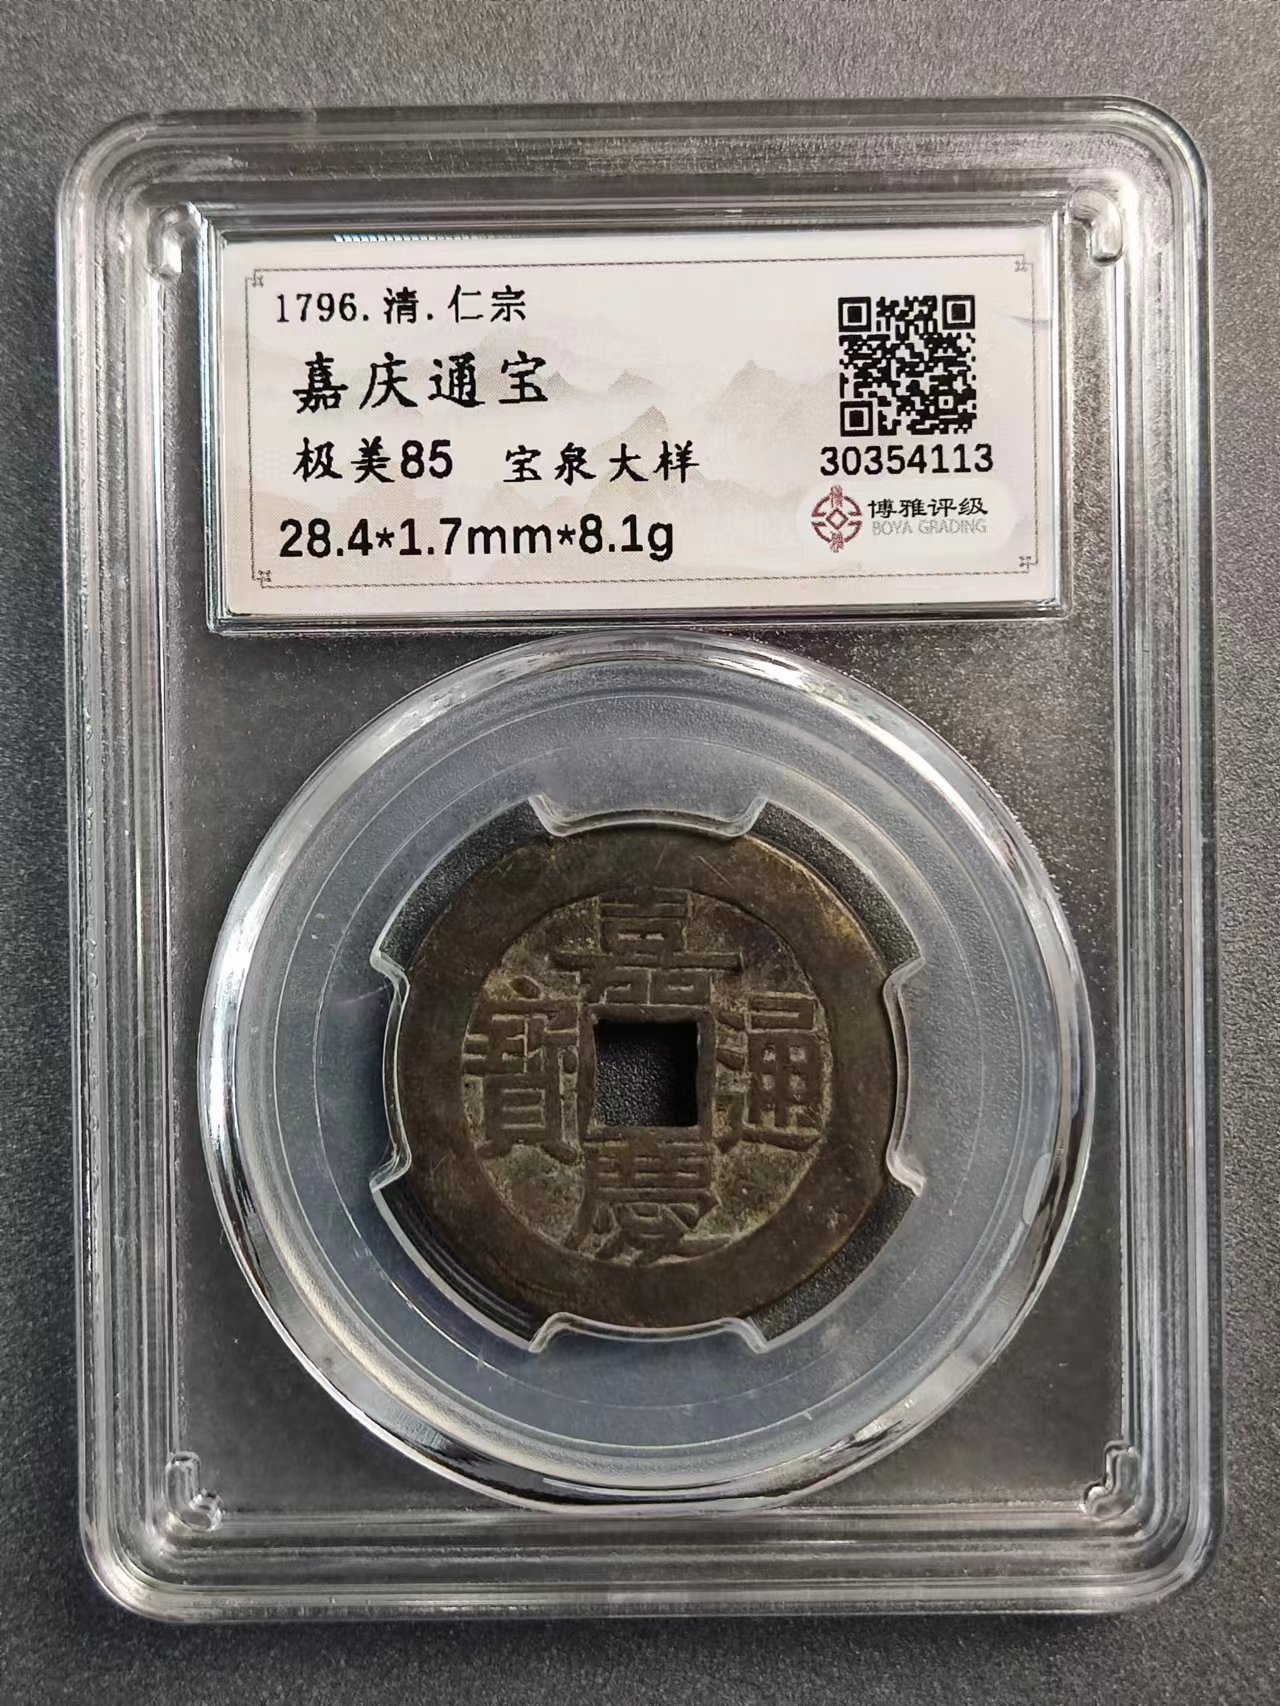 1796.清.仁宗
嘉庆通宝
极美85 宝泉大样
28.4*1.7mm*8.1g
30354113
博雅评级
BOYA GRADING
嘉
寶 通
慶